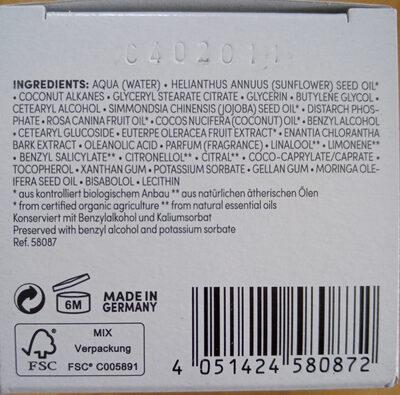 C402011
INGREDIENTS: AQUA (WATER) • HELIANTHUS ANNUUS (SUNFLOWER) SEED OIL*
• COCONUT ALKANES • GLYCERYL STEARATE CITRATE • GLYCERIN • BUTYLENE GLYCOL •
CETEARYL ALCOHOL • SIMMONDSIA CHINENSIS (JOJOBA) SEED OIL* • DISTARCH PHOS-
PHATE • ROSA CANINA FRUIT OIL* • COCOS NUCIFERA (COCONUT) OIL* • BENZYL ALCOHOL
• CETEARYL GLUCOSIDE • EUTERPE OLERACEA FRUIT EXTRACT* • ENANTIA CHLORANTHA
BARK EXTRACT • OLEANOLIC ACID • PARFUM (FRAGRANCE) • LINALOOL** • LIMONENE**
• BENZYL SALICYLATE** • CITRONELLOL** • CITRAL** • COCO-CAPRYLATE/CAPRATE •
TOCOPHEROL • XANTHAN GUM • POTASSIUM SORBATE • GELLAN GUM • MORINGA OLE-
IFERA SEED OIL • BISABOLOL • LECITHIN
* aus kontrolliert biologischem Anbau ** aus natürlichen ätherischen Ölen
* from certified organic agriculture ** from natural essential oils
Konserviert mit Benzylalkohol und Kaliumsorbat
Preserved with benzyl alcohol and potassium sorbate
Ref. 58087
6M
MADE IN
GERMANY
FSC
MIX
Verpackung
FSC® C005891
4 051424 580872